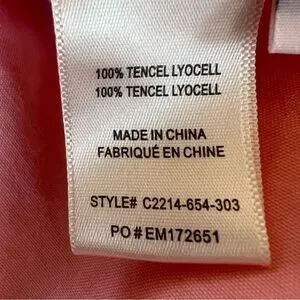 100% TENCEL LYOCELL
100% TENCEL LYOCELL
MADE IN CHINA
FABRIQUÉ EN CHINE
STYLE# C2214-654-303
PO # EM172651